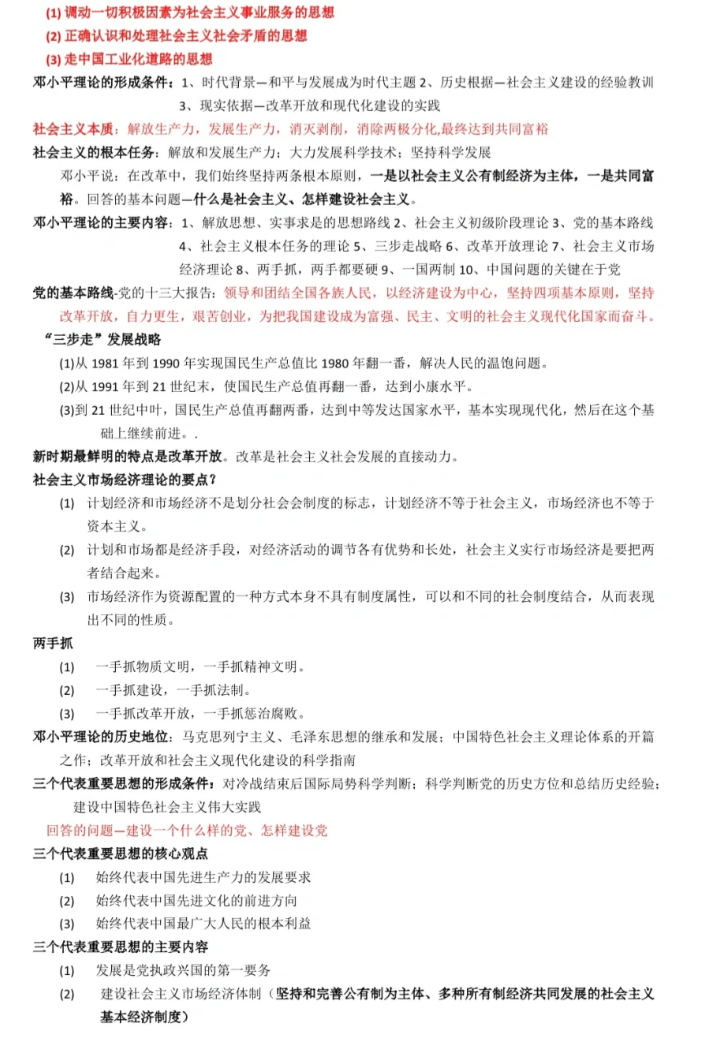 (1) 调动一切积极因素为社会主义事业服务的思想
(2) 正确认识和处理社会主义社会矛盾的思想
(3) 走中国工业化道路的思想
邓小平理论的形成条件：1、时代背景—和平与发展成为时代主题 2、历史根据—社会主义建设的经验教训
3、现实依据—改革开放和现代化建设的实践
社会主义本质：解放生产力，发展生产力，消灭剥削，消除两极分化,最终达到共同富裕
社会主义的根本任务：解放和发展生产力；大力发展科学技术；坚持科学发展
邓小平说：在改革中，我们始终坚持两条根本原则，一是以社会主义公有制经济为主体，一是共同富
裕。回答的基本问题—什么是社会主义、怎样建设社会主义。
邓小平理论的主要内容：1、解放思想、实事求是的思想路线 2、社会主义初级阶段理论 3、党的基本路线
4、社会主义根本任务的理论 5、三步走战略 6、改革开放理论 7、社会主义市场
经济理论 8、两手抓，两手都要硬 9、一国两制 10、中国问题的关键在于党
党的基本路线-党的十三大报告：领导和团结全国各族人民，以经济建设为中心，坚持四项基本原则，坚持
改革开放，自力更生，艰苦创业，为把我国建设成为富强、民主、文明的社会主义现代化国家而奋斗。
“三步走”发展战略
(1)从 1981 年到 1990 年实现国民生产总值比 1980 年翻一番，解决人民的温饱问题。
(2)从 1991 年到 21 世纪末，使国民生产总值再翻一番，达到小康水平。
(3)到 21 世纪中叶，国民生产总值再翻两番，达到中等发达国家水平，基本实现现代化，然后在这个基
础上继续前进。.
新时期最鲜明的特点是改革开放。改革是社会主义社会发展的直接动力。
社会主义市场经济理论的要点？
(1) 计划经济和市场经济不是划分社会会制度的标志，计划经济不等于社会主义，市场经济也不等于
资本主义。
(2) 计划和市场都是经济手段，对经济活动的调节各有优势和长处，社会主义实行市场经济是要把两
者结合起来。
(3) 市场经济作为资源配置的一种方式本身不具有制度属性，可以和不同的社会制度结合，从而表现
出不同的性质。
两手抓
(1) 一手抓物质文明，一手抓精神文明。
(2) 一手抓建设，一手抓法制。
(3) 一手抓改革开放，一手抓惩治腐败。
邓小平理论的历史地位：马克思列宁主义、毛泽东思想的继承和发展；中国特色社会主义理论体系的开篇
之作；改革开放和社会主义现代化建设的科学指南
三个代表重要思想的形成条件：对冷战结束后国际局势科学判断；科学判断党的历史方位和总结历史经验；
建设中国特色社会主义伟大实践
回答的问题—建设一个什么样的党、怎样建设党
三个代表重要思想的核心观点
(1) 始终代表中国先进生产力的发展要求
(2) 始终代表中国先进文化的前进方向
(3) 始终代表中国最广大人民的根本利益
三个代表重要思想的主要内容
(1) 发展是党执政兴国的第一要务
(2) 建设社会主义市场经济体制（坚持和完善公有制为主体、多种所有制经济共同发展的社会主义
基本经济制度）